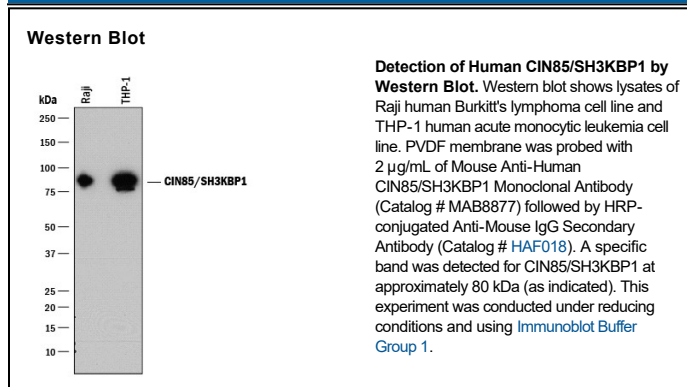 Western Blot
kDa
Raji
THP-1
250
150
100
75
50
37
25
20
15
10
CIN85/SH3KBP1
Detection of Human CIN85/SH3KBP1 by
Western Blot. Western blot shows lysates of
Raji human Burkitt's lymphoma cell line and
THP-1 human acute monocytic leukemia cell
line. PVDF membrane was probed with
2 µg/mL of Mouse Anti-Human
CIN85/SH3KBP1 Monoclonal Antibody
(Catalog # MAB8877) followed by HRP-
conjugated Anti-Mouse IgG Secondary
Antibody (Catalog # HAF018). A specific
band was detected for CIN85/SH3KBP1 at
approximately 80 kDa (as indicated). This
experiment was conducted under reducing
conditions and using Immunoblot Buffer
Group 1.